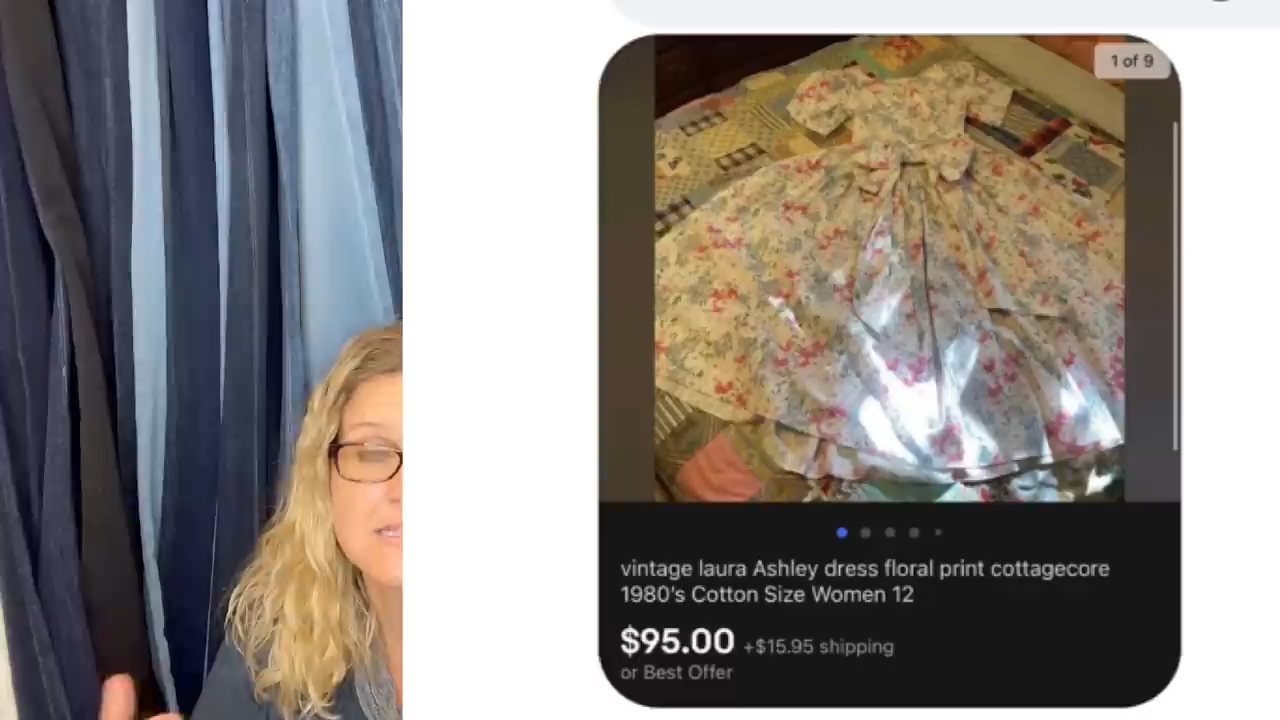 1 of 9
vintage laura Ashley dress floral print cottagecore
1980's Cotton Size Women 12
$95.00 +$15.95 shipping
or Best Offer